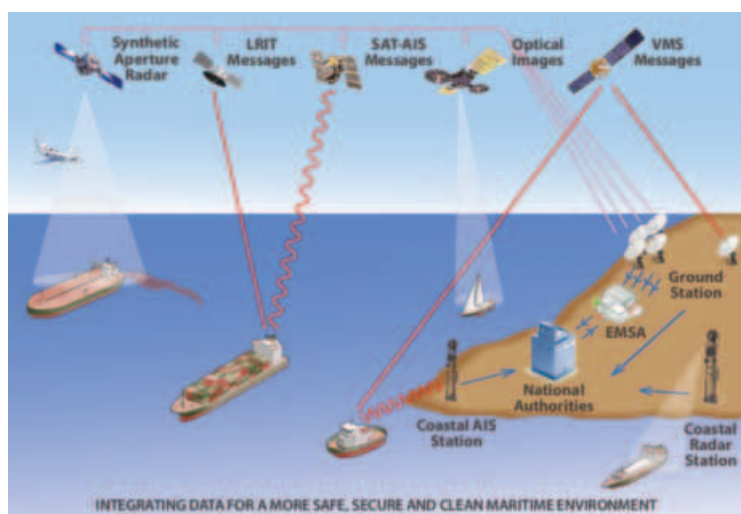 Synthetic
Aperture
Radar
LRIT
Messages
SAT-AIS
Messages
Optical
Images
VMS
Messages
Ground
Station
EMSA
National
Authorities
Coastal AIS
Station
Coastal
Radar
Station
INTEGRATING DATA FOR A MORE SAFE, SECURE AND CLEAN MARITIME ENVIRONMENT